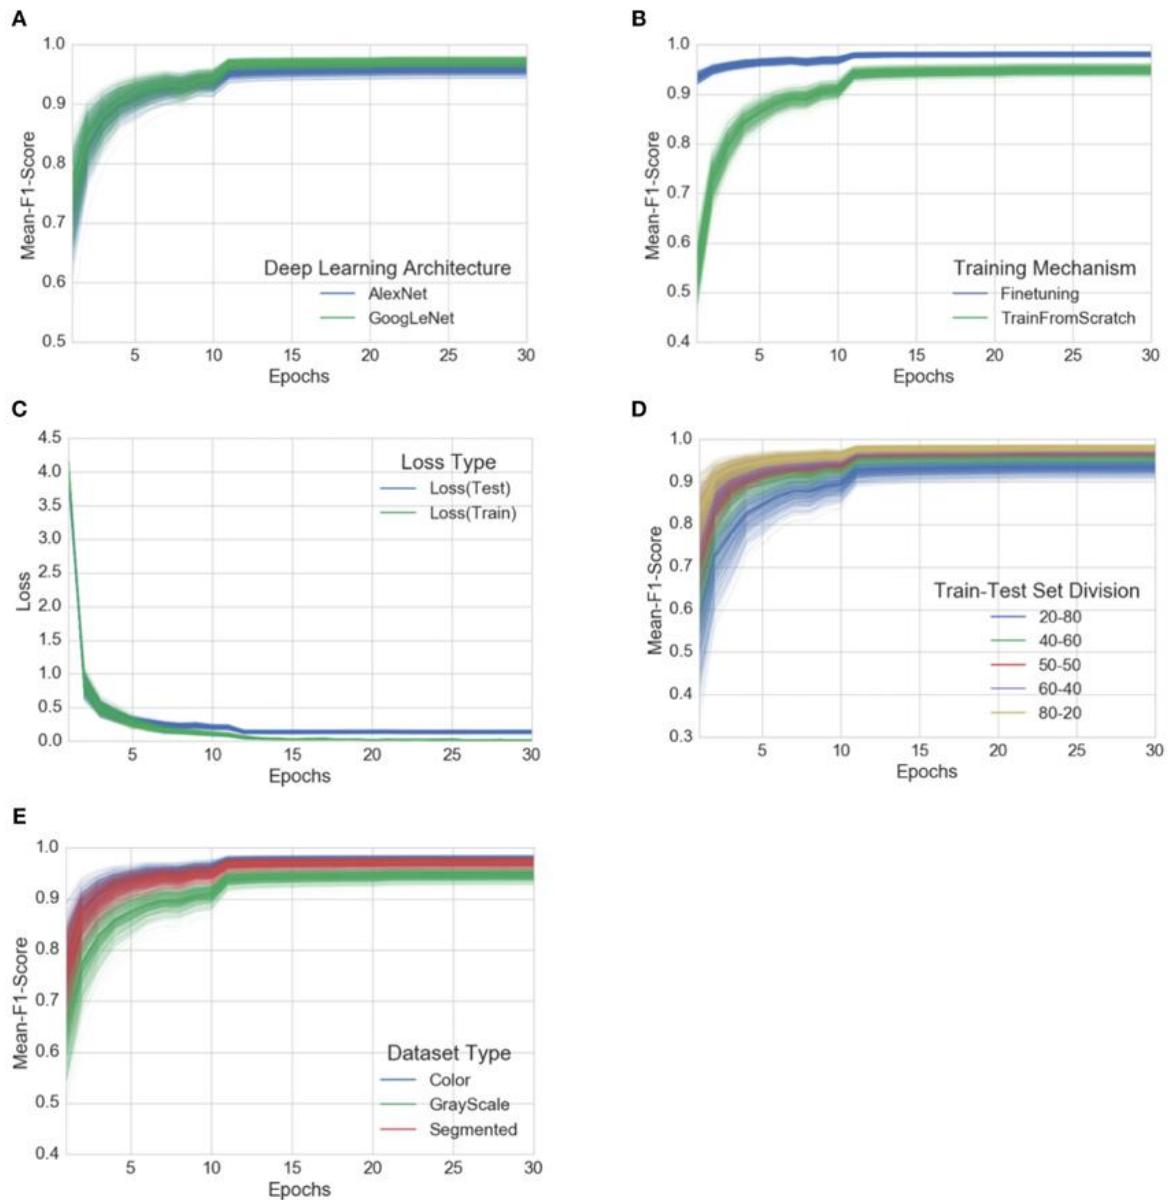 A
Mean-F1-Score
1.0
0.9
0.8
0.7
0.6
0.5
Deep Learning Architecture
AlexNet
GoogLeNet
5 10 15 20 25 30
Epochs
B
Mean-F1-Score
1.0
0.9
0.8
0.7
0.6
0.5
0.4
Training Mechanism
Finetuning
TrainFromScratch
5 10 15 20 25 30
Epochs
C
Loss
4.5
4.0
3.5
3.0
2.5
2.0
1.5
1.0
0.5
0.0
Loss Type
Loss(Test)
Loss(Train)
5 10 15 20 25 30
Epochs
D
Mean-F1-Score
1.0
0.9
0.8
0.7
0.6
0.5
0.4
0.3
Train-Test Set Division
20-80
40-60
50-50
60-40
80-20
5 10 15 20 25 30
Epochs
E
Mean-F1-Score
1.0
0.9
0.8
0.7
0.6
0.5
0.4
Dataset Type
Color
GrayScale
Segmented
5 10 15 20 25 30
Epochs